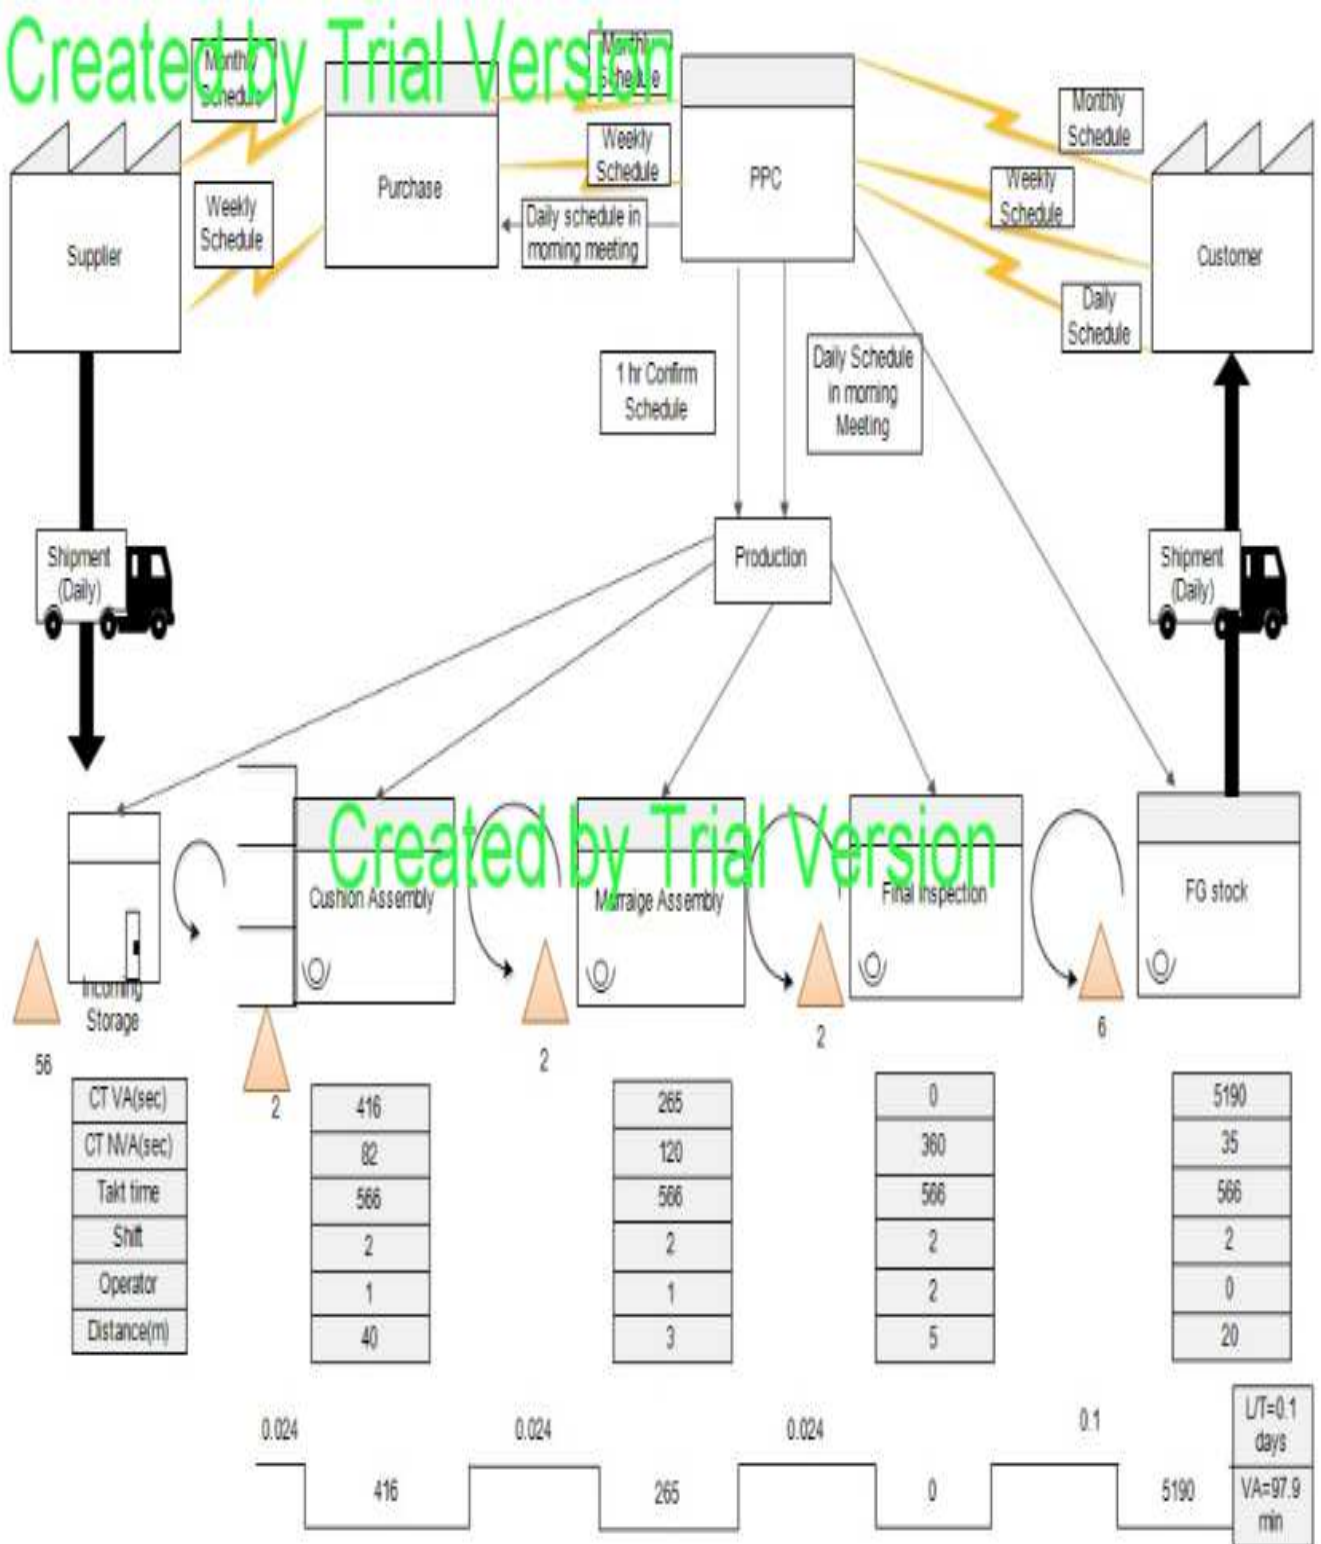 Created by Trial Version
Monthly
Schedule
Monthly
Schedule
Monthly
Schedule
Weekly
Schedule
Purchase
PPC
Weekly
Schedule
Weekly
Schedule
Supplier
Daily schedule in
morning meeting
Customer
Daily
Schedule
1 hr Confirm
Schedule
Daily Schedule
in morning
Meeting
Shipment
(Daily)
Production
Shipment
(Daily)
Created by Trial Version
Cushion Assembly
Marraige Assembly
Final Inspection
FG stock
Incoming
Storage
56
2
2
2
6
CT VA(sec) 416 265 0 5190
CT NVA(sec) 82 120 360 35
Takt time 566 566 566 566
Shift 2 2 2 2
Operator 1 1 2 0
Distance(m) 40 3 5 20
0.024 0.024 0.024 0.1
L/T=0.1
days
416 265 0 5190
VA=97.9
min